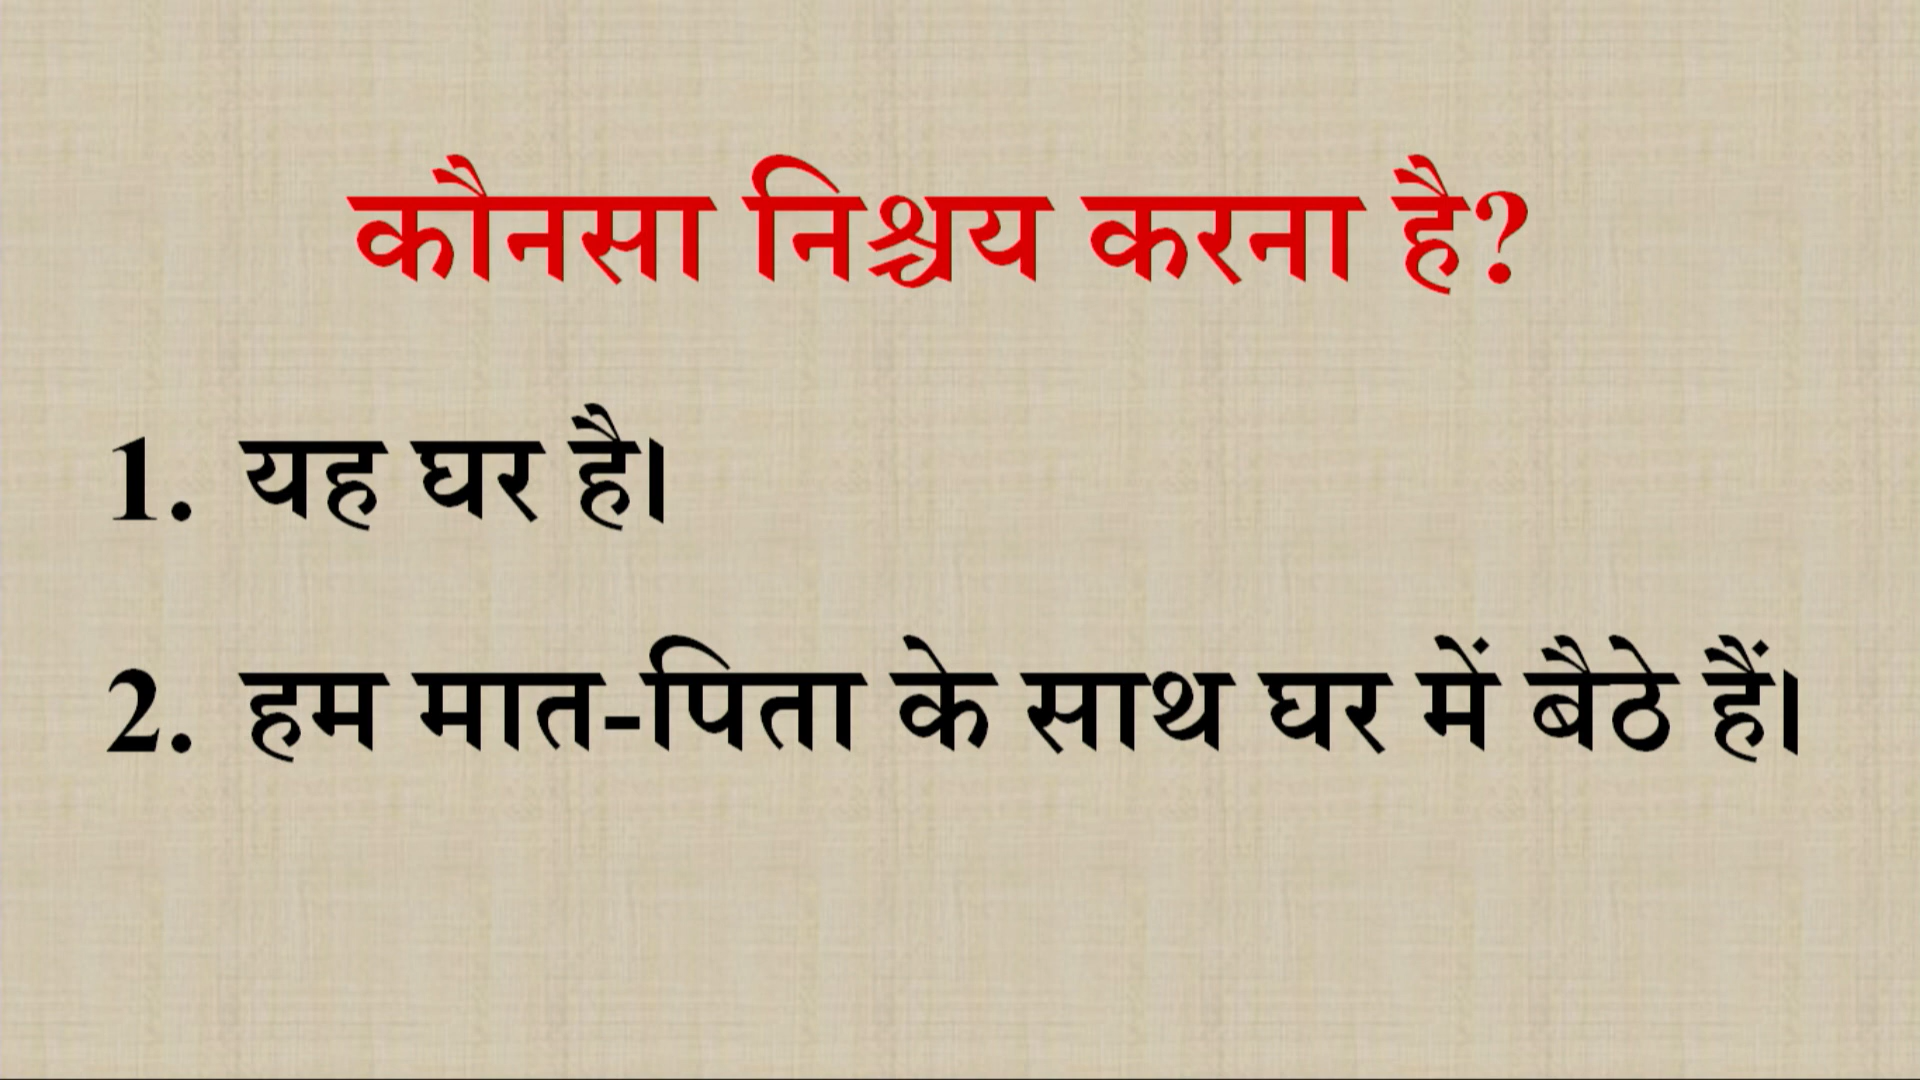 कौनसा निश्चय करना है?
1. यह घर है।
2. हम मात-पिता के साथ घर में बैठे हैं।